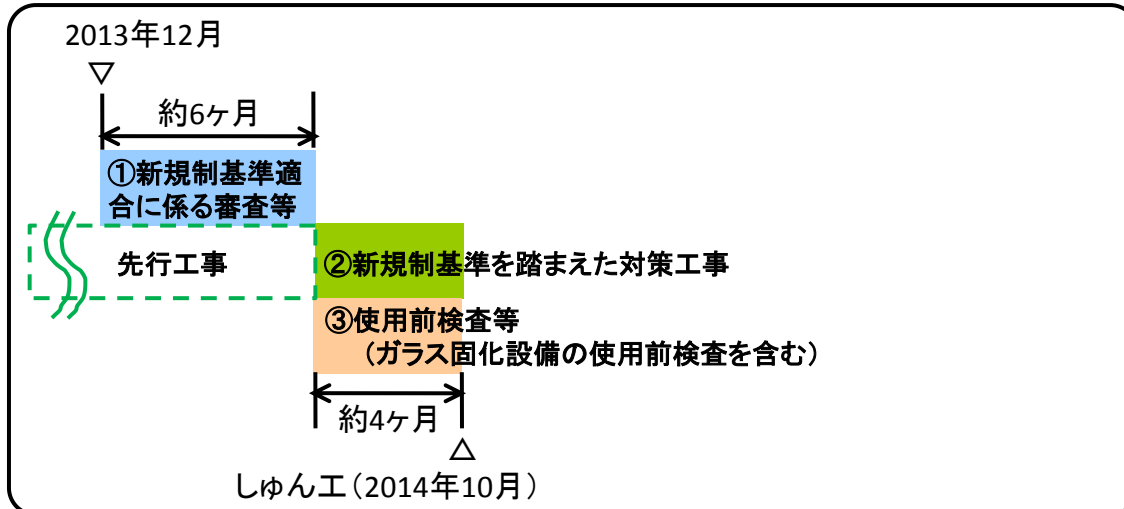 2013年12月
▽
約6ヶ月
①新規制基準適
合に係る審査等
先行工事
②新規制基準を踏まえた対策工事
③使用前検査等
（ガラス固化設備の使用前検査を含む）
約4ヶ月
△
しゅん工（2014年10月）